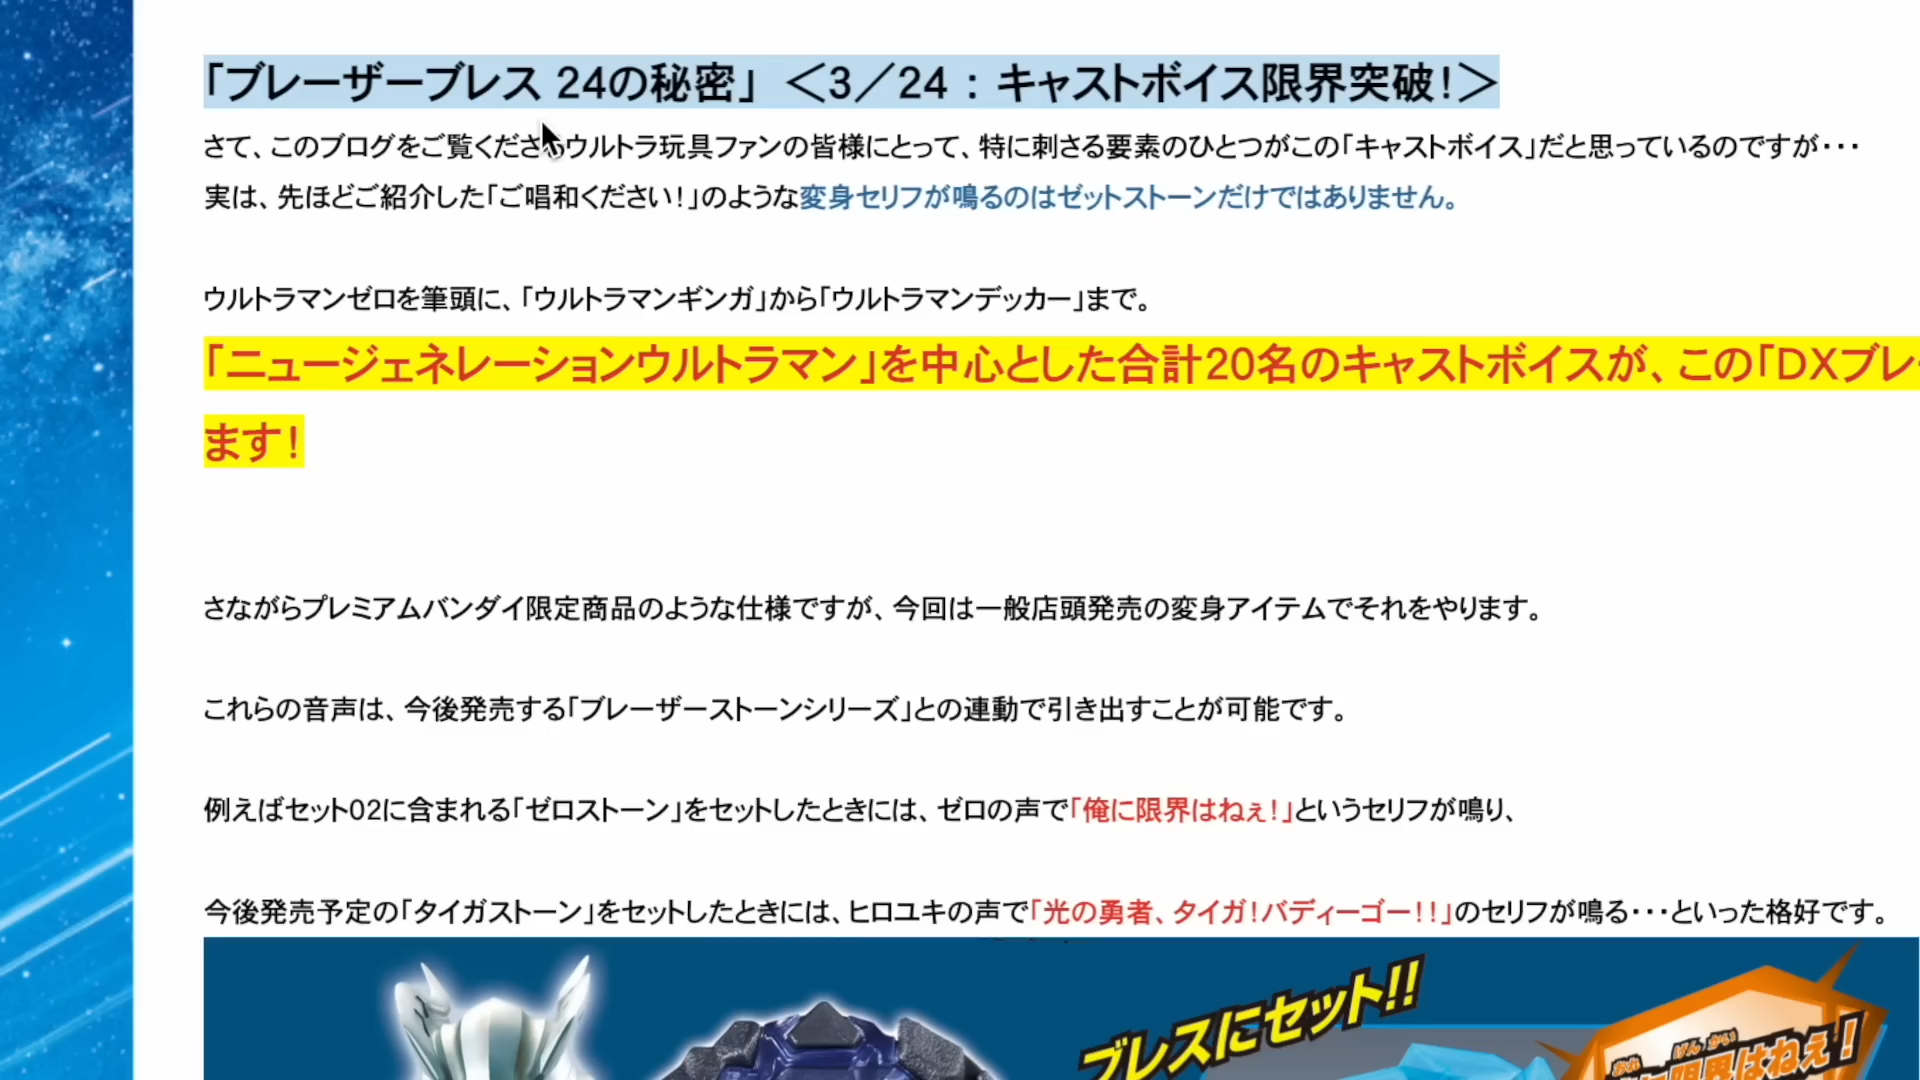 「ブレーザーブレス 24の秘密」 ＜3／24：キャストボイス限界突破！＞
さて、このブログをご覧くださ ウルトラ玩具ファンの皆様にとって、特に刺さる要素のひとつがこの「キャストボイス」だと思っているのですが・・・
実は、先ほどご紹介した「ご唱和ください！」のような変身セリフが鳴るのはゼットストーンだけではありません。
ウルトラマンゼロを筆頭に、「ウルトラマンギンガ」から「ウルトラマンデッカー」まで。
「ニュージェネレーションウルトラマン」を中心とした合計20名のキャストボイスが、この「DXブレ
ます！
さながらプレミアムバンダイ限定商品のような仕様ですが、今回は一般店頭発売の変身アイテムでそれをやります。
これらの音声は、今後発売する「ブレーザーストーンシリーズ」との連動で引き出すことが可能です。
例えばセット02に含まれる「ゼロストーン」をセットしたときには、ゼロの声で「俺に限界はねぇ！」というセリフが鳴り、
今後発売予定の「タイガストーン」をセットしたときには、ヒロユキの声で「光の勇者、タイガ！バディーゴー！！」のセリフが鳴る・・・といった格好です。
ブレスにセット!!
限界はねぇ！